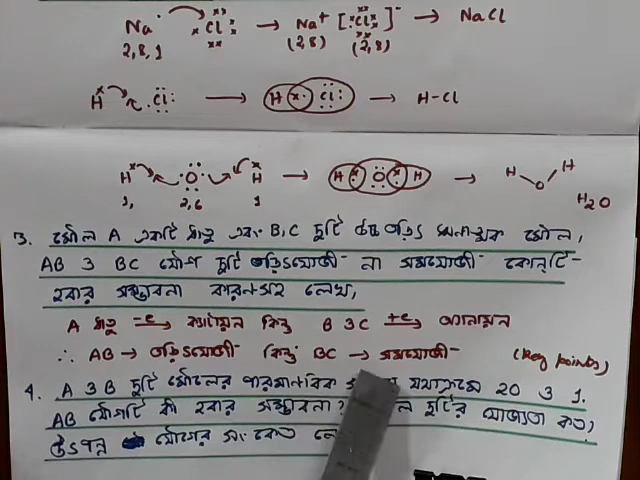 Na· ⟶ Cl → Na⁺ [Cl]⁻ → NaCl
2,8,1 (2,8) (2,8)
H Cl: → H Cl: → H-Cl
H O H → H O H → H O H
1, 2,6 1 H2O
3. মৌল A একটি ধাতু এবং B,C দুটি উচ্চ তড়িৎ ঋণাত্মক মৌল,
AB ও BC যৌগ দুটি তড়িৎযোজী না সমযোজী কোন্‌টি
হবার সম্ভাবনা কারণসহ লেখ,
A ধাতু -e→ ক্যাটায়ন কিন্তু B ও C +e→ অ্যানায়ন
∴ AB → তড়িৎযোজী কিন্তু BC → সমযোজী (key points)
4. A ও B দুটি মৌলের পারমাণবিক যথাক্রমে 20 ও 1.
AB যৌগটি কী হবার সম্ভাবনা? দুটির যোজ্যতা কত,
উৎপন্ন যৌগের সংকেত